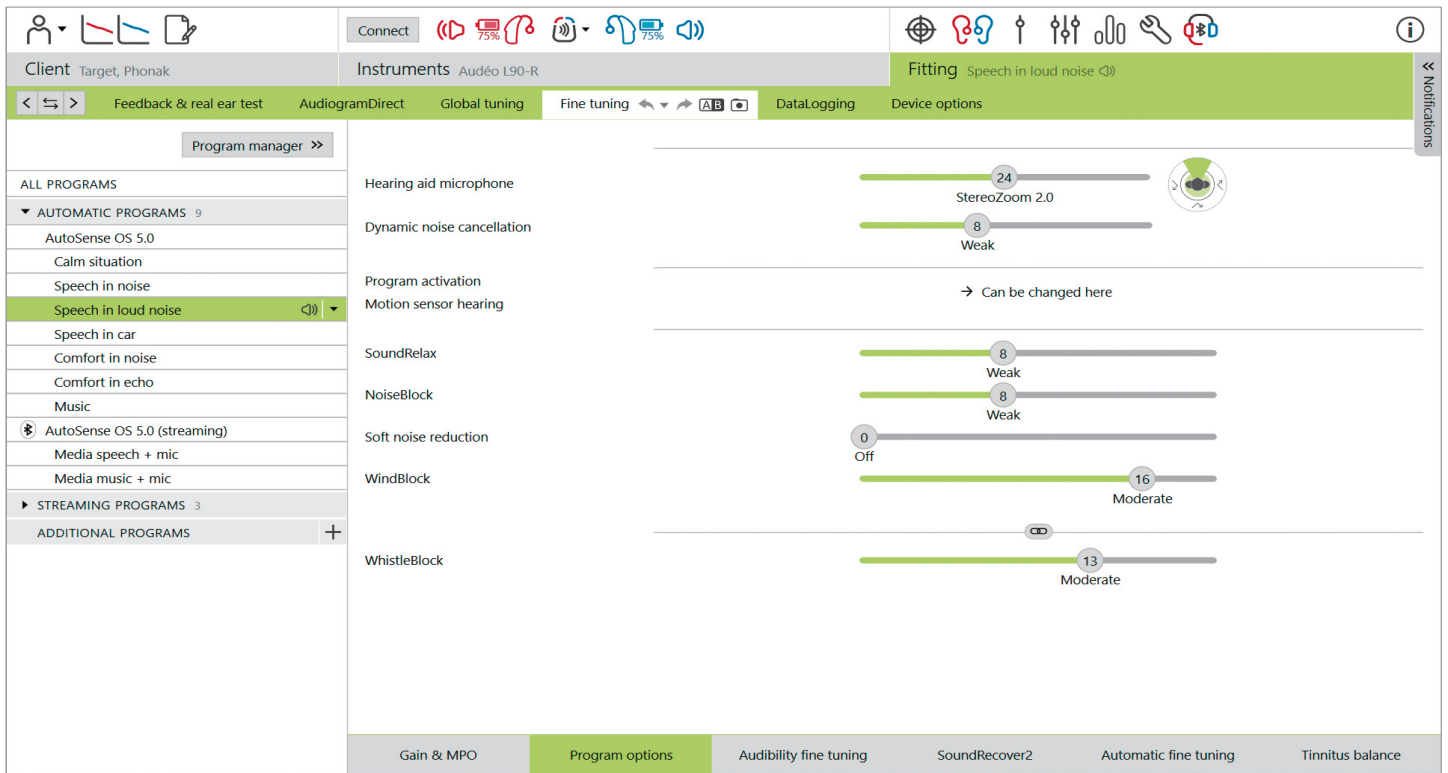 Connect
75%
75%
Client Target, Phonak
Instruments Audéo L90-R
Fitting Speech in loud noise
Notifications
Feedback & real ear test
AudiogramDirect
Global tuning
Fine tuning
AB
DataLogging
Device options
Program manager
ALL PROGRAMS
AUTOMATIC PROGRAMS 9
AutoSense OS 5.0
Calm situation
Speech in noise
Speech in loud noise
Speech in car
Comfort in noise
Comfort in echo
Music
AutoSense OS 5.0 (streaming)
Media speech + mic
Media music + mic
STREAMING PROGRAMS 3
ADDITIONAL PROGRAMS
Hearing aid microphone
24
StereoZoom 2.0
Dynamic noise cancellation
8
Weak
Program activation
Motion sensor hearing
→ Can be changed here
SoundRelax
8
Weak
NoiseBlock
8
Weak
Soft noise reduction
0
Off
WindBlock
16
Moderate
WhistleBlock
13
Moderate
Gain & MPO
Program options
Audibility fine tuning
SoundRecover2
Automatic fine tuning
Tinnitus balance